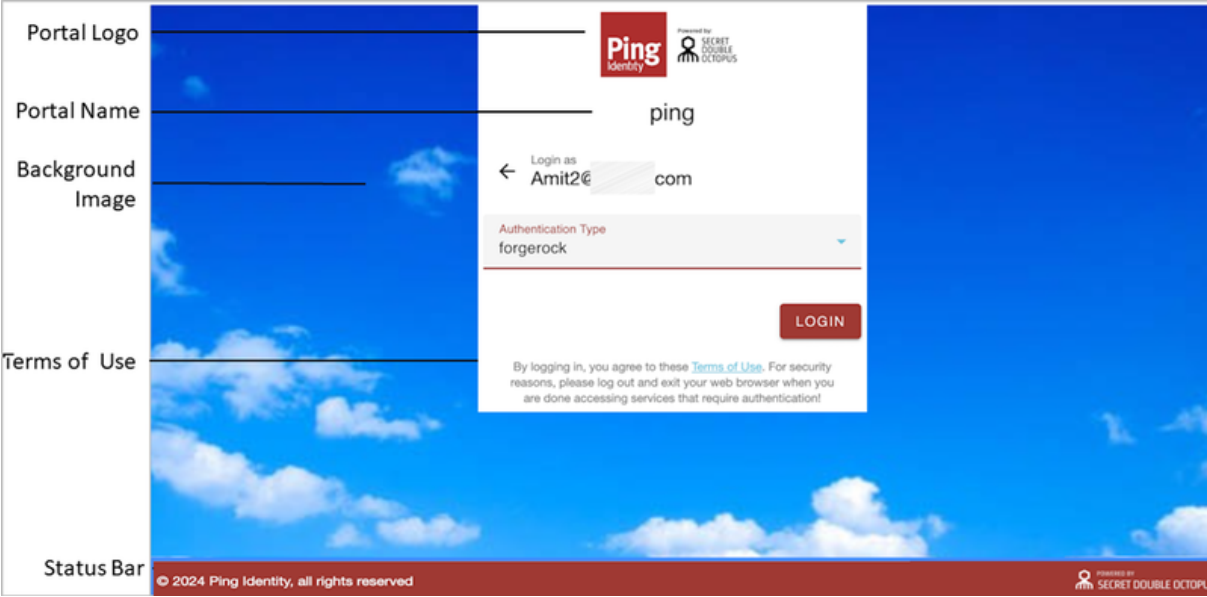 Portal Logo
Ping
Identity
Powered by
SECRET
DOUBLE
OCTOPUS
Portal Name
ping
Background
Image
Login as
Amit2@ com
Authentication Type
forgerock
LOGIN
Terms of Use
By logging in, you agree to these Terms of Use. For security
reasons, please log out and exit your web browser when you
are done accessing services that require authentication!
Status Bar
© 2024 Ping Identity, all rights reserved
POWERED BY
SECRET DOUBLE OCTOPU